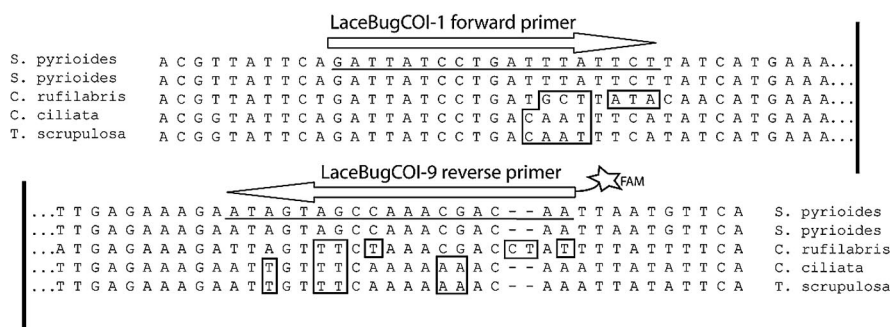 LaceBugCOI-1 forward primer
S. pyrioides A C G T T A T T C A G A T T A T C C T G A T T T A T T C T T A T C A T G A A A...
S. pyrioides A C G T T A T T C A G A T T A T C C T G A T T T A T T C T T A T C A T G A A A...
C. rufilabris A C G T T A T T C T G A T T A T C C T G A T G C T T A T A C A A C A T G A A A...
C. ciliata A C G G T A T T C A G A T T A T C C T G A C A A T T T C A T A T C A T G A A A...
T. scrupulosa A C G G T A T T C A G A T T A T C C T G A C A A T T T C A T A T C A T G A A A...
LaceBugCOI-9 reverse primer FAM
...T T G A G A A A G A A T A G T A G C C A A A C G A C - - A A T T A A T G T T C A S. pyrioides
...T T G A G A A A G A A T A G T A G C C A A A C G A C - - A A T T A A T G T T C A S. pyrioides
...A T G A G A A A G A T T A G T T T C T A A A C G A C C T A T T T T A T T T T C A C. rufilabris
...T T G A G A A A G A A T T G T T T C A A A A A A A C - - A A A T T A T A T T C A C. ciliata
...T T G A G A A A G A A T T G T T T C A A A A A A A C - - A A A T T A T A T T C A T. scrupulosa